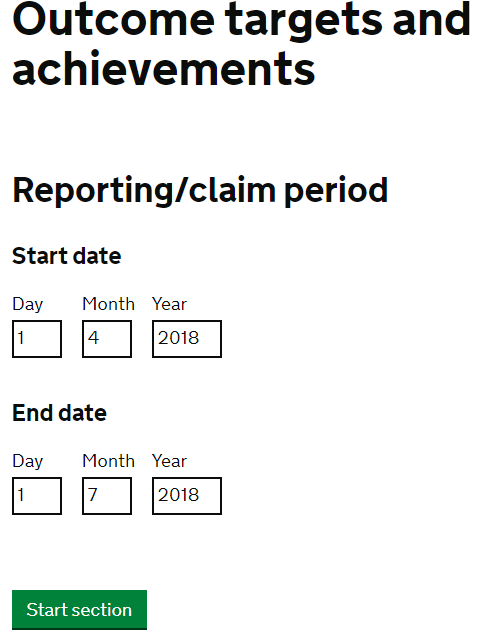 Outcome targets and
achievements
Reporting/claim period
Start date
Day Month Year
1 4 2018
End date
Day Month Year
1 7 2018
Start section